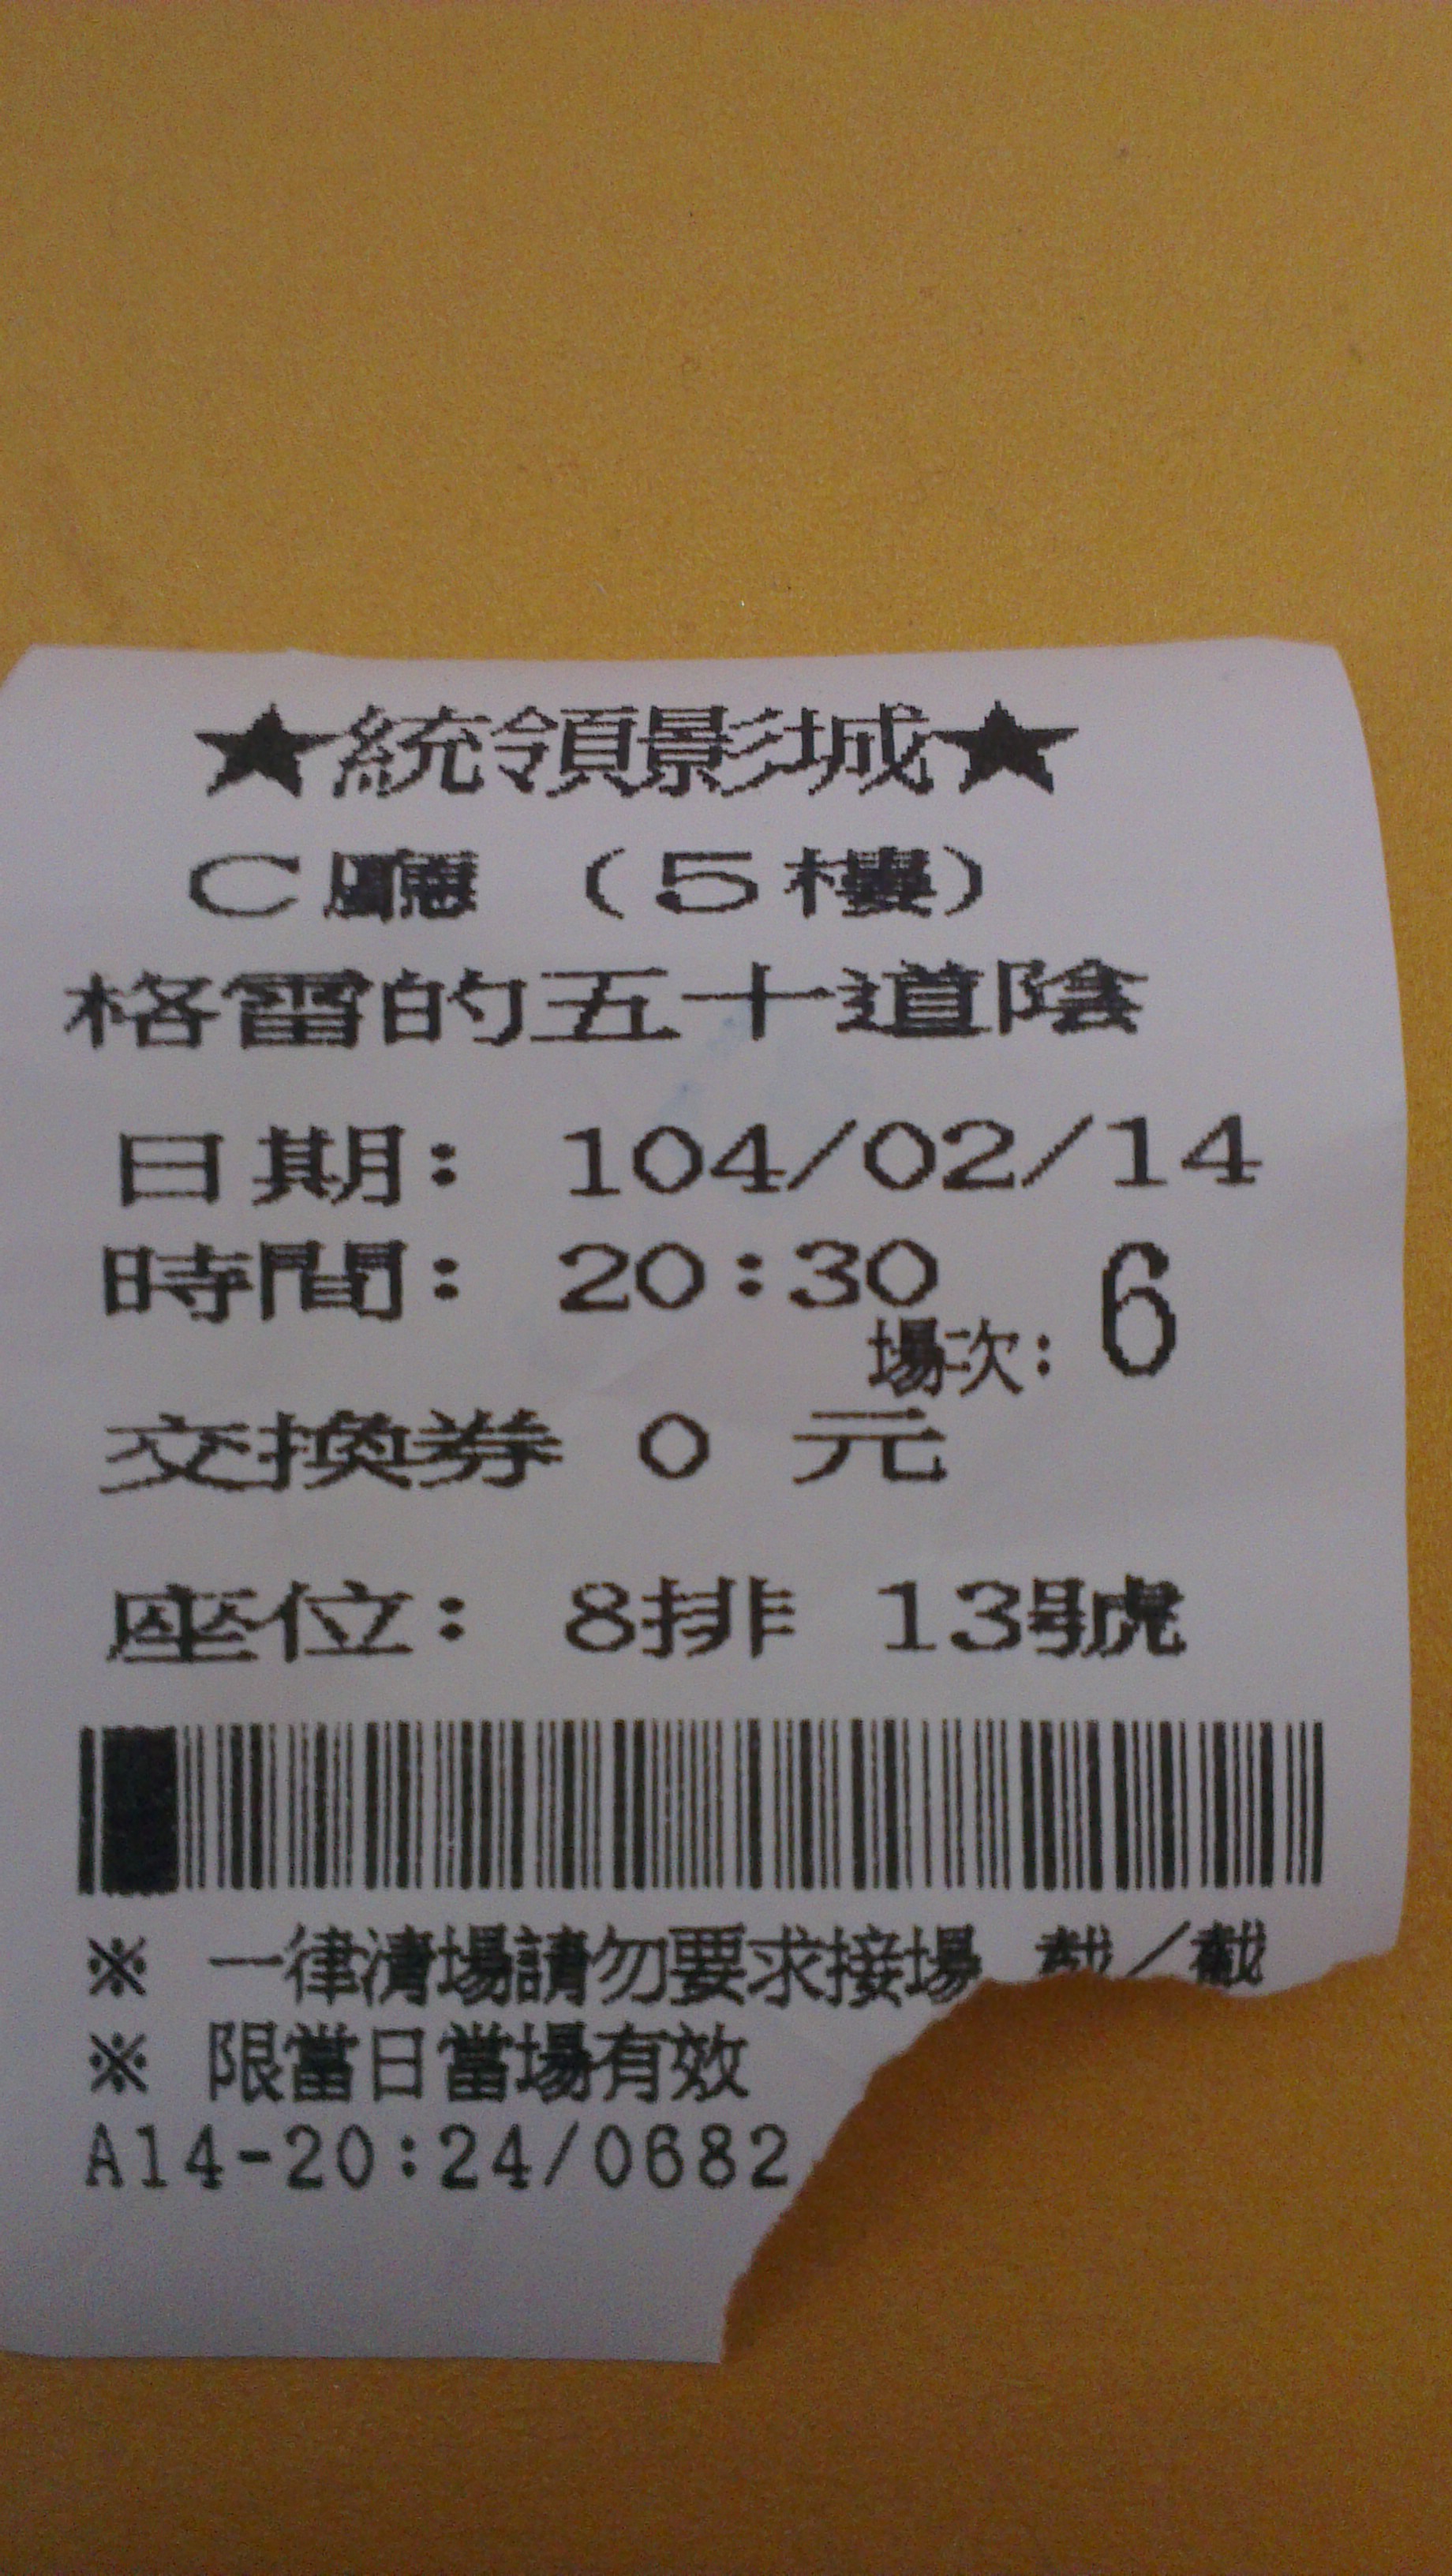 ★統領影城★
C廳 (5樓)
格雷的五十道陰
日期: 104/02/14
時間: 20:30
場次: 6
交換券 0 元
座位: 8排 13號
※ 一律清場請勿要求接場 截/截
※ 限當日當場有效
A14-20:24/0682